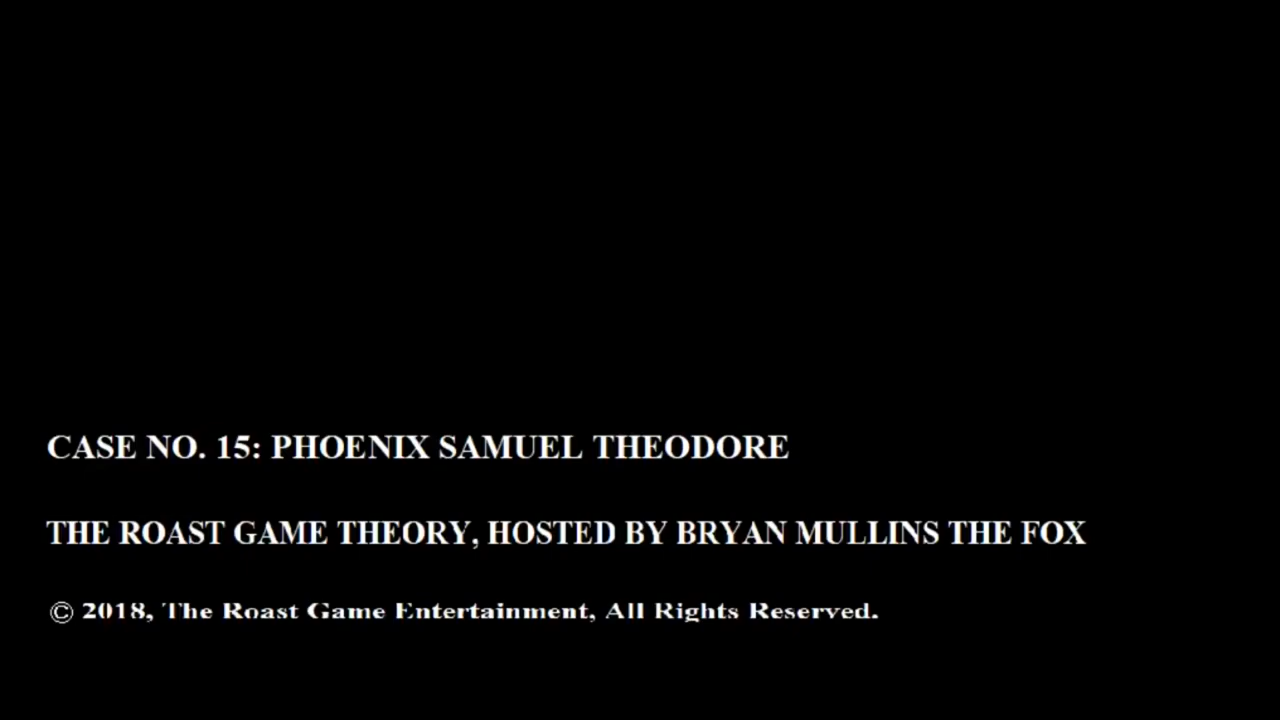 CASE NO. 15: PHOENIX SAMUEL THEODORE
THE ROAST GAME THEORY, HOSTED BY BRYAN MULLINS THE FOX
© 2018, The Roast Game Entertainment, All Rights Reserved.